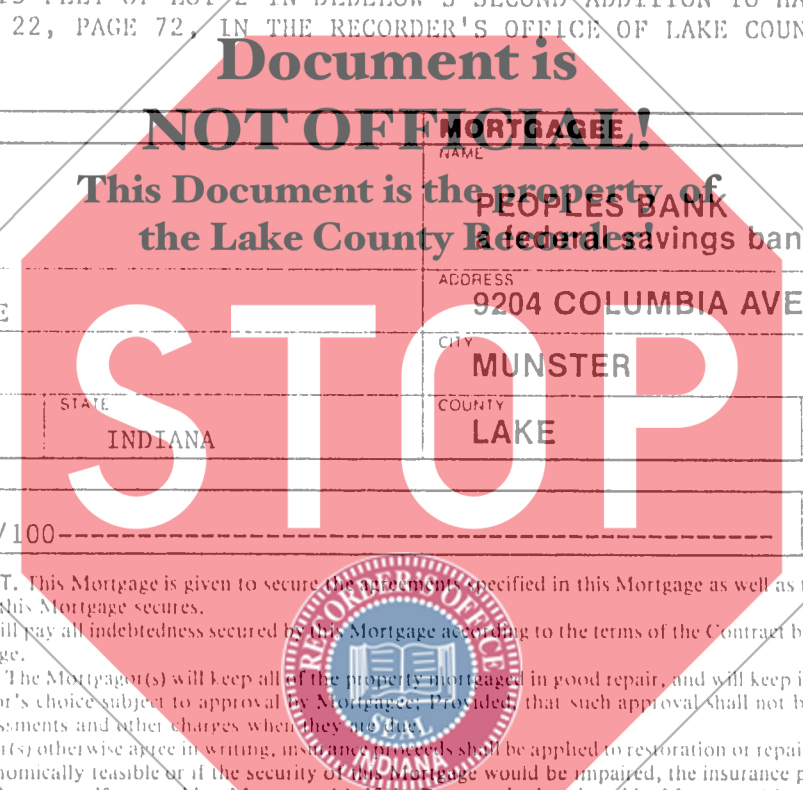 22, PAGE 72, IN THE RECORDER'S OFFICE OF LAKE COUN
Document is
NOT OFFICIAL!
MORTGAGEE
NAME
This Document is the property of
the Lake County Recorder!
PEOPLES BANK
a federal savings ban
ADDRESS
9204 COLUMBIA AVE
E
CITY
MUNSTER
STATE
INDIANA
COUNTY
LAKE
STOP
/100
T. This Mortgage is given to secure the agreements specified in this Mortgage as well as
this Mortgage secures.
ill pay all indebtedness secured by this Mortgage according to the terms of the Contract b
ge.
The Mortgagor(s) will keep all of the property mortgaged in good repair, and will keep i
or's choice subject to approval by Mortgagee; Provided, that such approval shall not b
ssments and other charges when they are due.
r(s) otherwise agree in writing, insurance proceeds shall be applied to restoration or repai
nomically feasible or if the security of this Mortgage would be impaired, the insurance p
RECORDER'S OFFICE
SEAL
INDIANA